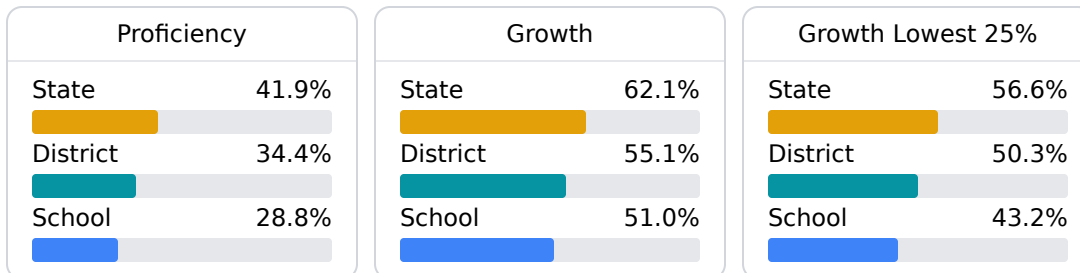 Proficiency
State 41.9%
District 34.4%
School 28.8%
Growth
State 62.1%
District 55.1%
School 51.0%
Growth Lowest 25%
State 56.6%
District 50.3%
School 43.2%